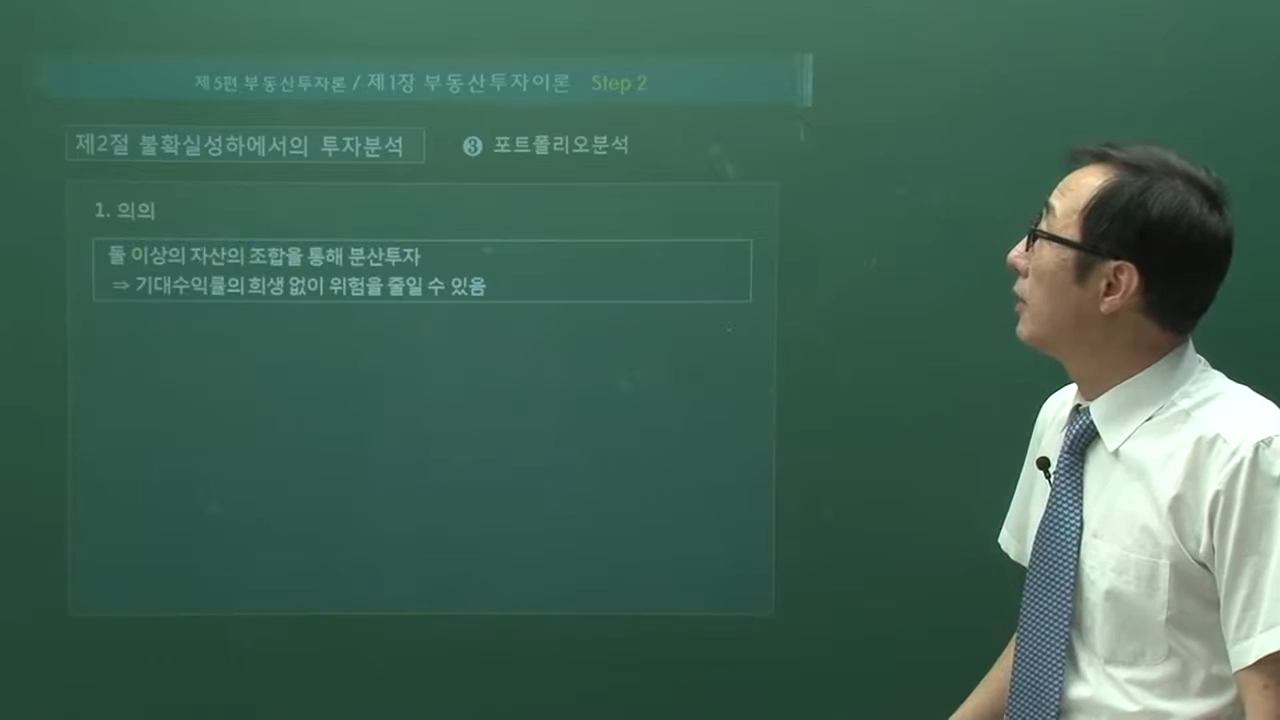 제5편 부동산투자론 / 제1장 부동산투자이론 Step 2
제2절 불확실성하에서의 투자분석 ❸ 포트폴리오분석
1. 의의
둘 이상의 자산의 조합을 통해 분산투자
⇒ 기대수익률의 희생 없이 위험을 줄일 수 있음